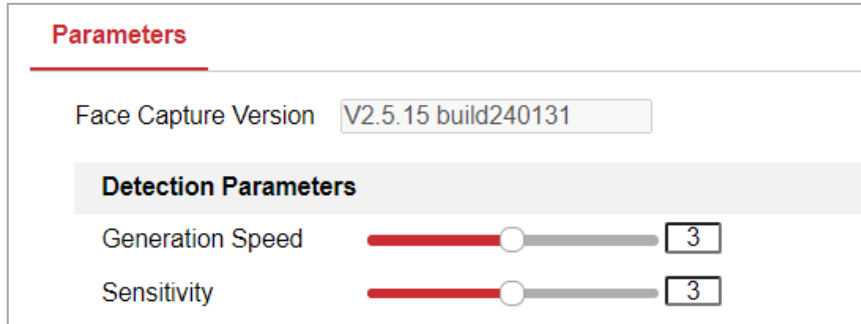 Parameters
Face Capture Version V2.5.15 build240131
Detection Parameters
Generation Speed 3
Sensitivity 3